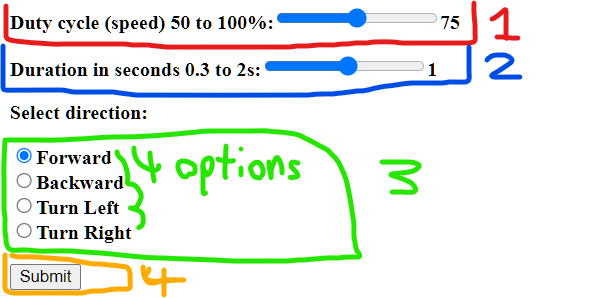 Duty cycle (speed) 50 to 100%: 75 1
Duration in seconds 0.3 to 2s: 1 2
Select direction:
Forward
Backward
Turn Left
Turn Right
4 options
3
Submit 4